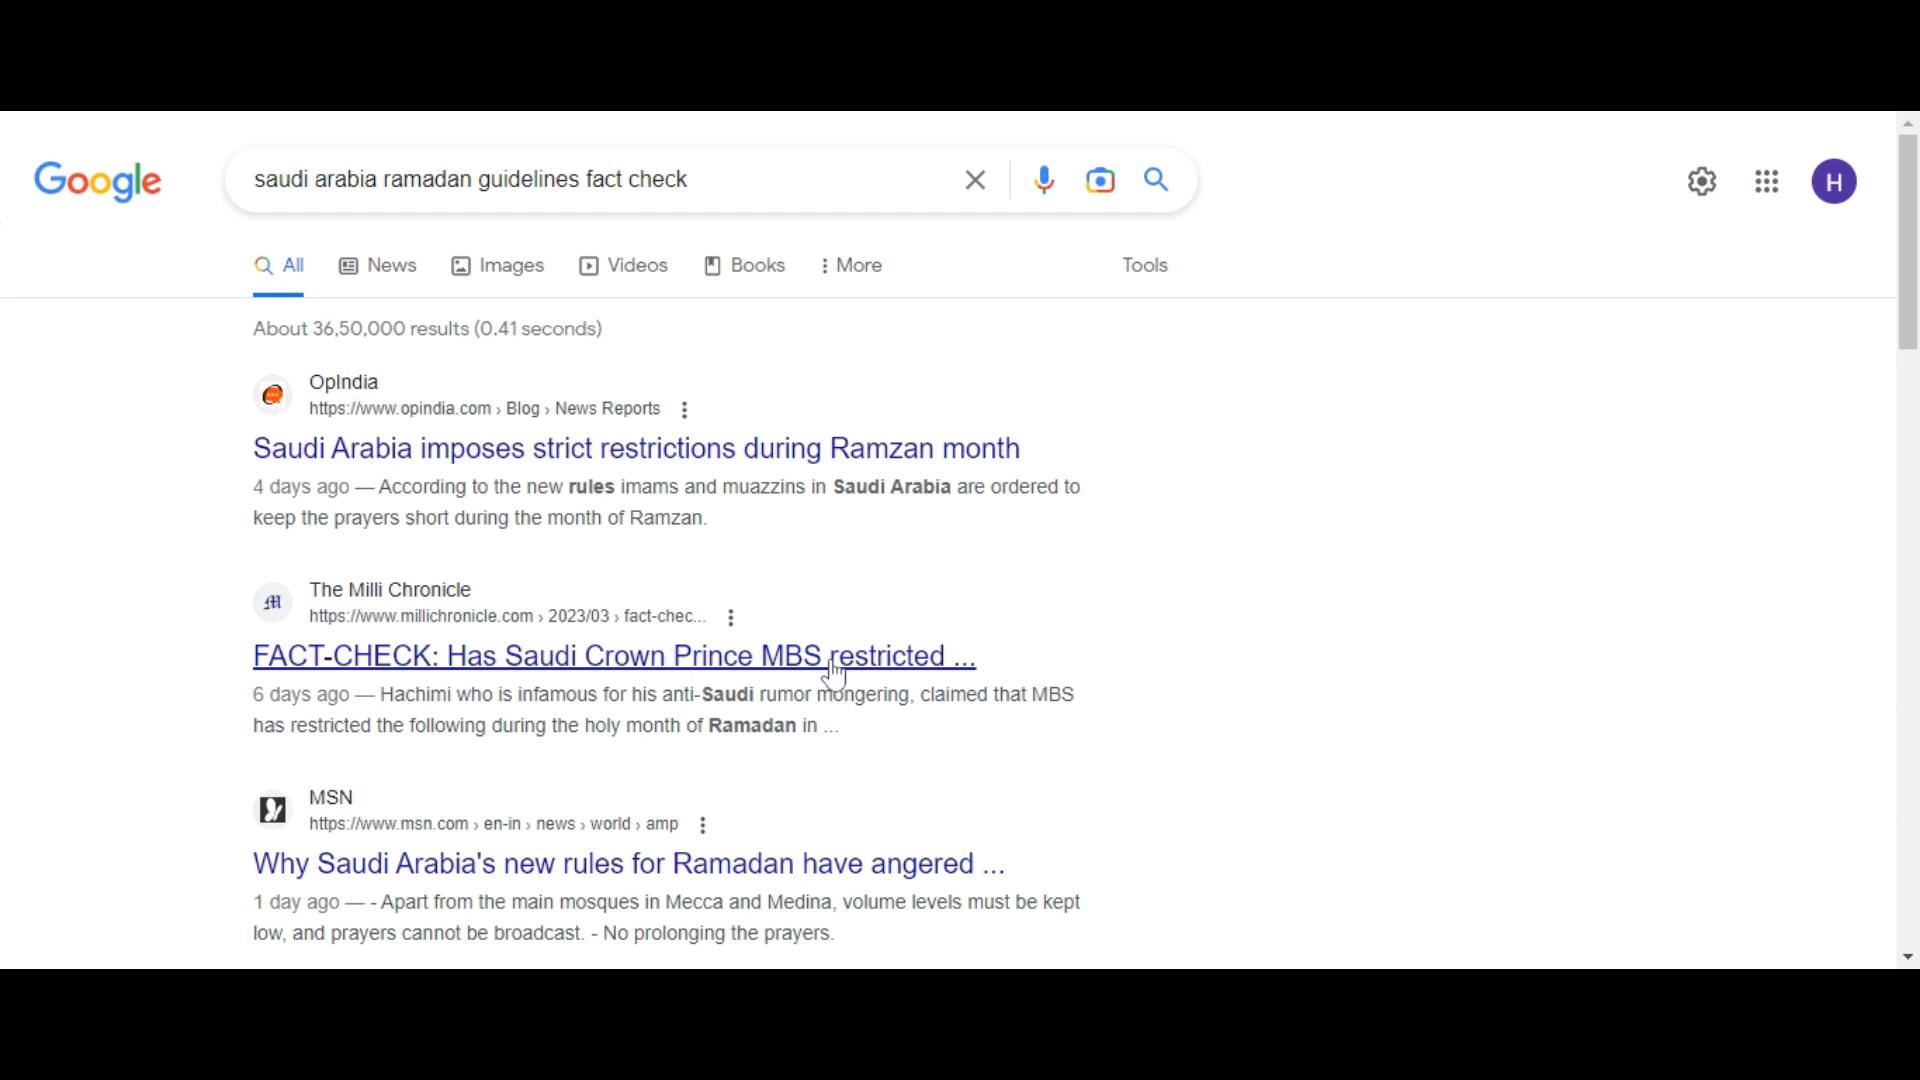 Google
saudi arabia ramadan guidelines fact check
H
All News Images Videos Books More Tools
About 36,50,000 results (0.41 seconds)
OpIndia
https://www.opindia.com › Blog › News Reports
Saudi Arabia imposes strict restrictions during Ramzan month
4 days ago — According to the new rules imams and muazzins in Saudi Arabia are ordered to
keep the prayers short during the month of Ramzan.
M
The Milli Chronicle
https://www.millichronicle.com › 2023/03 › fact-chec...
FACT-CHECK: Has Saudi Crown Prince MBS restricted ...
6 days ago — Hachimi who is infamous for his anti-Saudi rumor mongering, claimed that MBS
has restricted the following during the holy month of Ramadan in ...
MSN
https://www.msn.com › en-in › news › world › amp
Why Saudi Arabia's new rules for Ramadan have angered ...
1 day ago — - Apart from the main mosques in Mecca and Medina, volume levels must be kept
low, and prayers cannot be broadcast. - No prolonging the prayers.